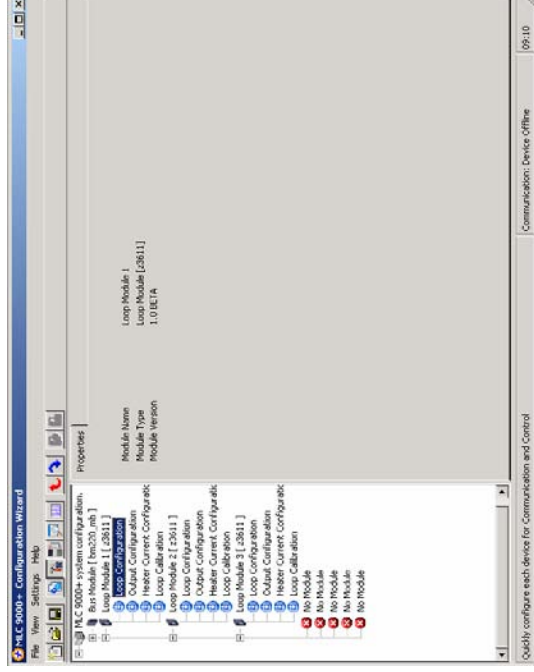 MLC 9000+ Configuration Wizard
File View Settings Help
MLC 9000+ system configuration.
Bus Module [ bm220_mb ]
Loop Module 1 [ z3611 ]
Loop Configuration
Output Configuration
Heater Current Configuratic
Loop Calibration
Loop Module 2 [ z3611 ]
Loop Configuration
Output Configuration
Heater Current Configuratic
Loop Calibration
Loop Module 3 [ z3611 ]
Loop Configuration
Output Configuration
Heater Current Configuratic
Loop Calibration
No Module
No Module
No Module
No Module
No Module
Properties
Module Name Loop Module 1
Module Type Loop Module [z3611]
Module Version 1.0 BETA
Quickly configure each device for Communication and Control Communication: Device Offline 09:10